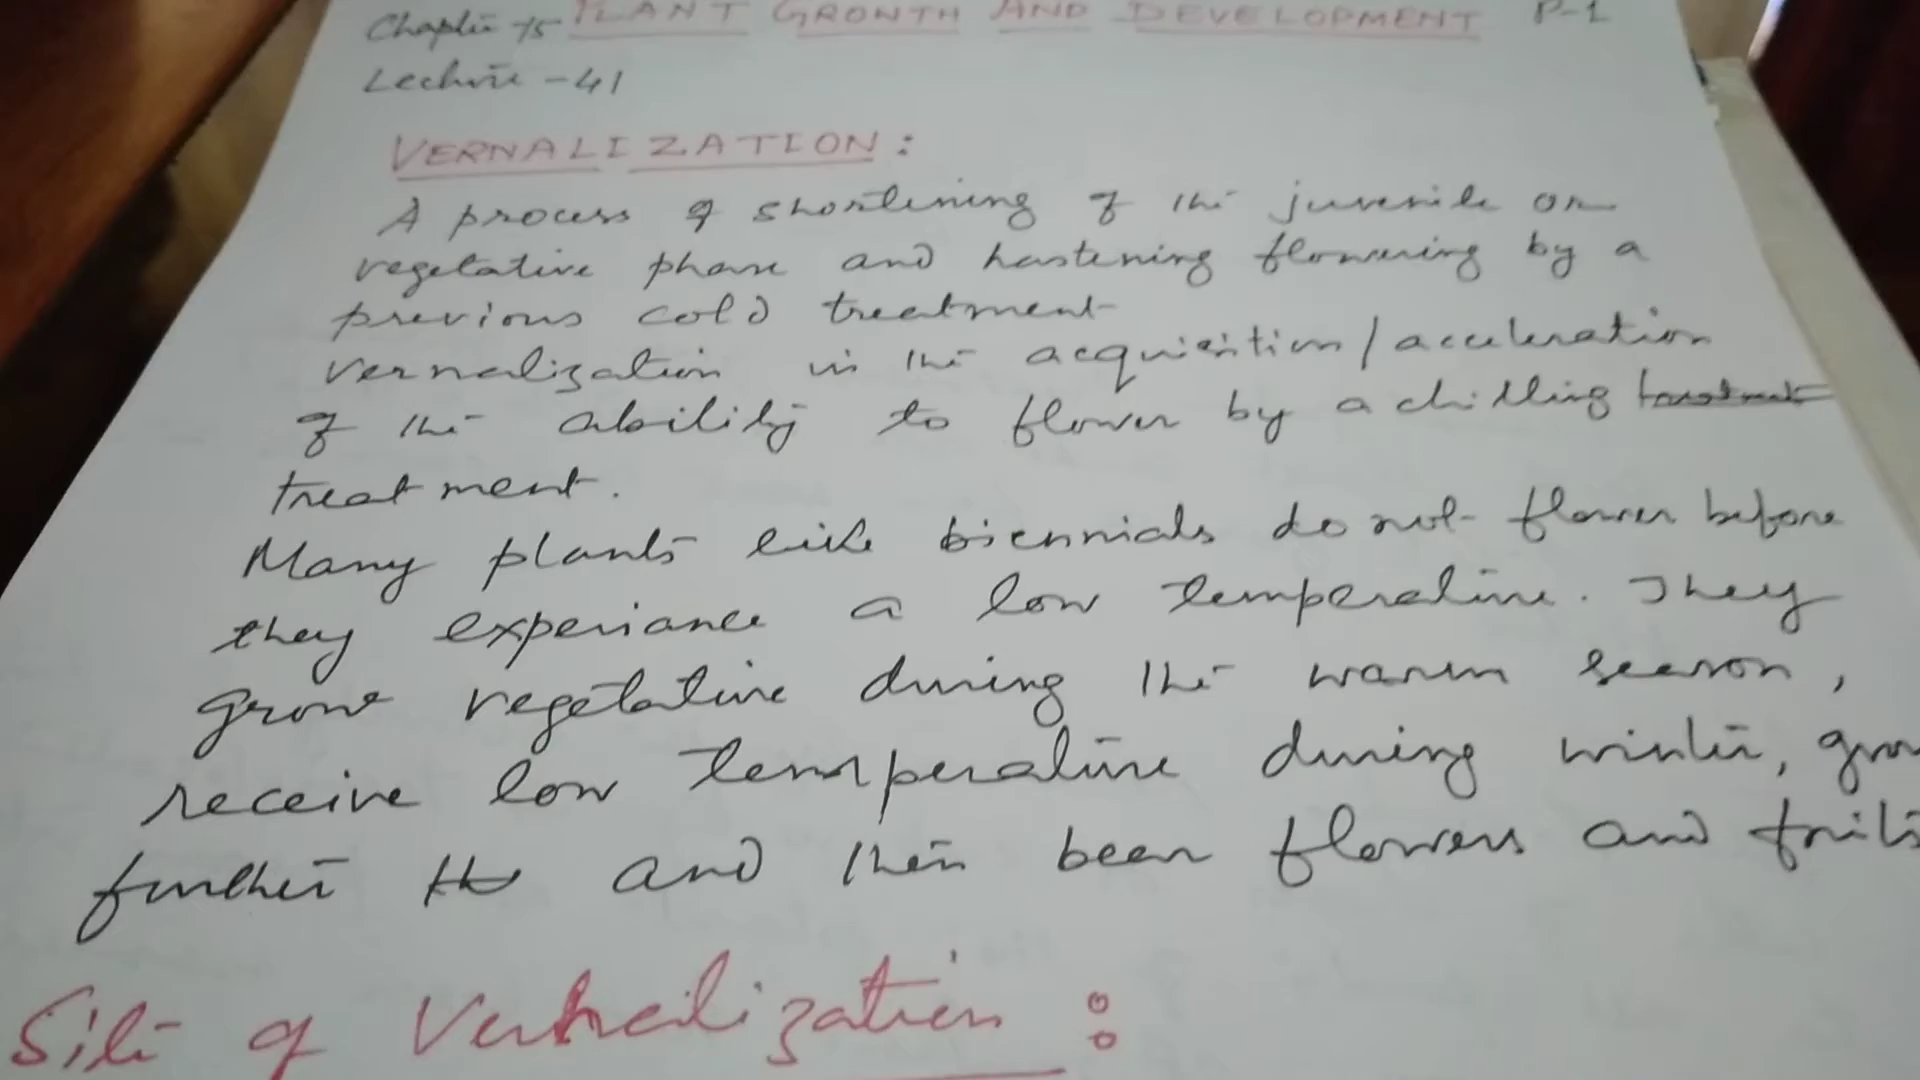 Chapter 15 PLANT GROWTH AND DEVELOPMENT P-1
Lecture - 41
VERNALIZATION:
A process of shortening of the juvenile or
vegetative phase and hastening flowering by a
previous cold treatment
vernalization is the acquisition/acceleration
of the ability to flower by a chilling
treatment.
Many plants like biennials do not flower before
they experiance a low temperature. They
grow vegetative during the warm season,
receive low temperature during winter, grow
further and then bear flowers and fruits
Site of Vernalization: